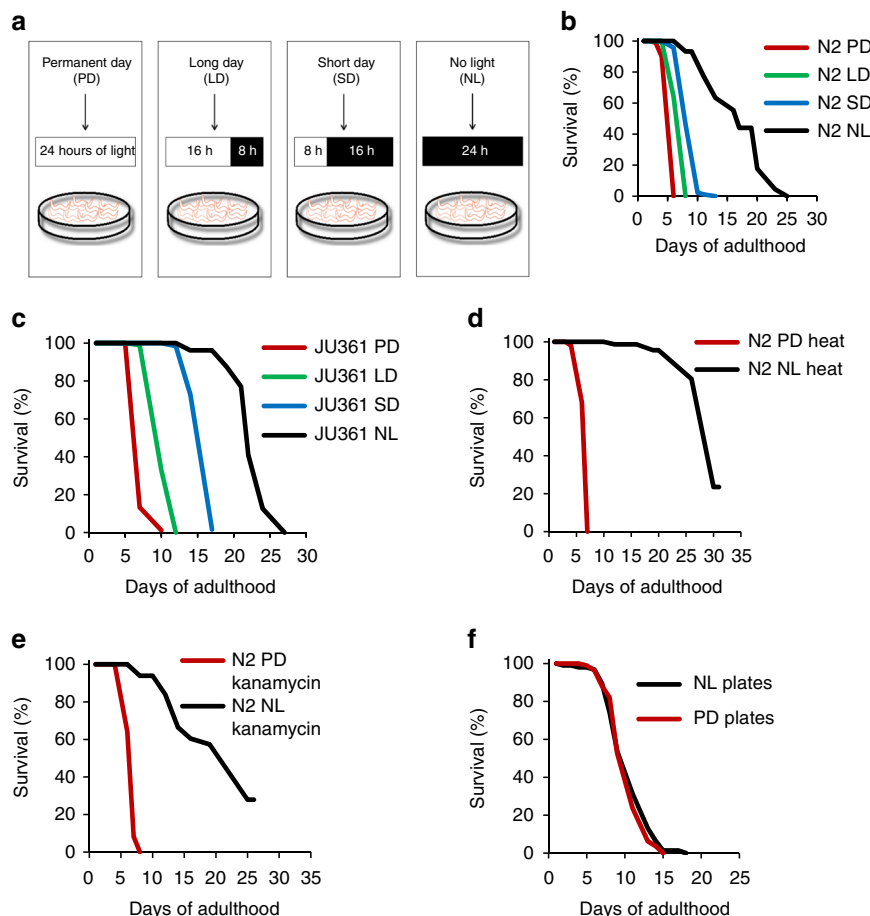 a
Permanent day
(PD)
24 hours of light
Long day
(LD)
16 h
8 h
Short day
(SD)
8 h
16 h
No light
(NL)
24 h
b
Survival (%)
100
80
60
40
20
0
0 5 10 15 20 25 30
Days of adulthood
N2 PD
N2 LD
N2 SD
N2 NL
c
Survival (%)
100
80
60
40
20
0
0 5 10 15 20 25 30
Days of adulthood
JU361 PD
JU361 LD
JU361 SD
JU361 NL
d
Survival (%)
100
80
60
40
20
0
0 5 10 15 20 25 30 35
Days of adulthood
N2 PD heat
N2 NL heat
e
Survival (%)
100
80
60
40
20
0
0 5 10 15 20 25 30 35
Days of adulthood
N2 PD
kanamycin
N2 NL
kanamycin
f
Survival (%)
100
80
60
40
20
0
0 5 10 15 20 25
Days of adulthood
NL plates
PD plates